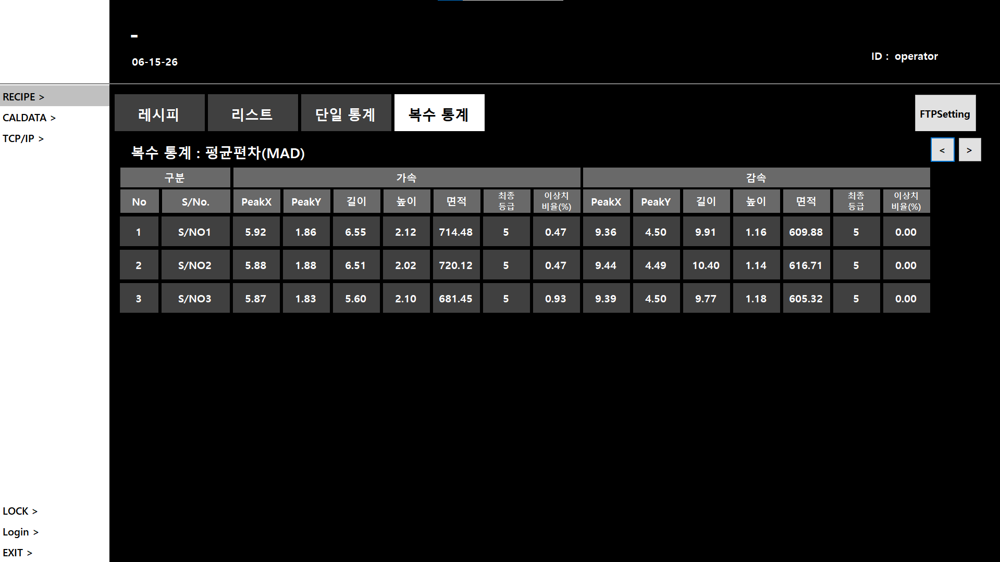 -
06-15-26
ID : operator
RECIPE >
CALDATA >
TCP/IP >
레시피 리스트 단일 통계 복수 통계 FTPSetting
복수 통계 : 평균편차(MAD) < >
구분 가속 감속
No S/No. PeakX PeakY 길이 높이 면적 최종 등급 이상치 비율(%) PeakX PeakY 길이 높이 면적 최종 등급 이상치 비율(%)
1 S/NO1 5.92 1.86 6.55 2.12 714.48 5 0.47 9.36 4.50 9.91 1.16 609.88 5 0.00
2 S/NO2 5.88 1.88 6.51 2.02 720.12 5 0.47 9.44 4.49 10.40 1.14 616.71 5 0.00
3 S/NO3 5.87 1.83 5.60 2.10 681.45 5 0.93 9.39 4.50 9.77 1.18 605.32 5 0.00
LOCK >
Login >
EXIT >